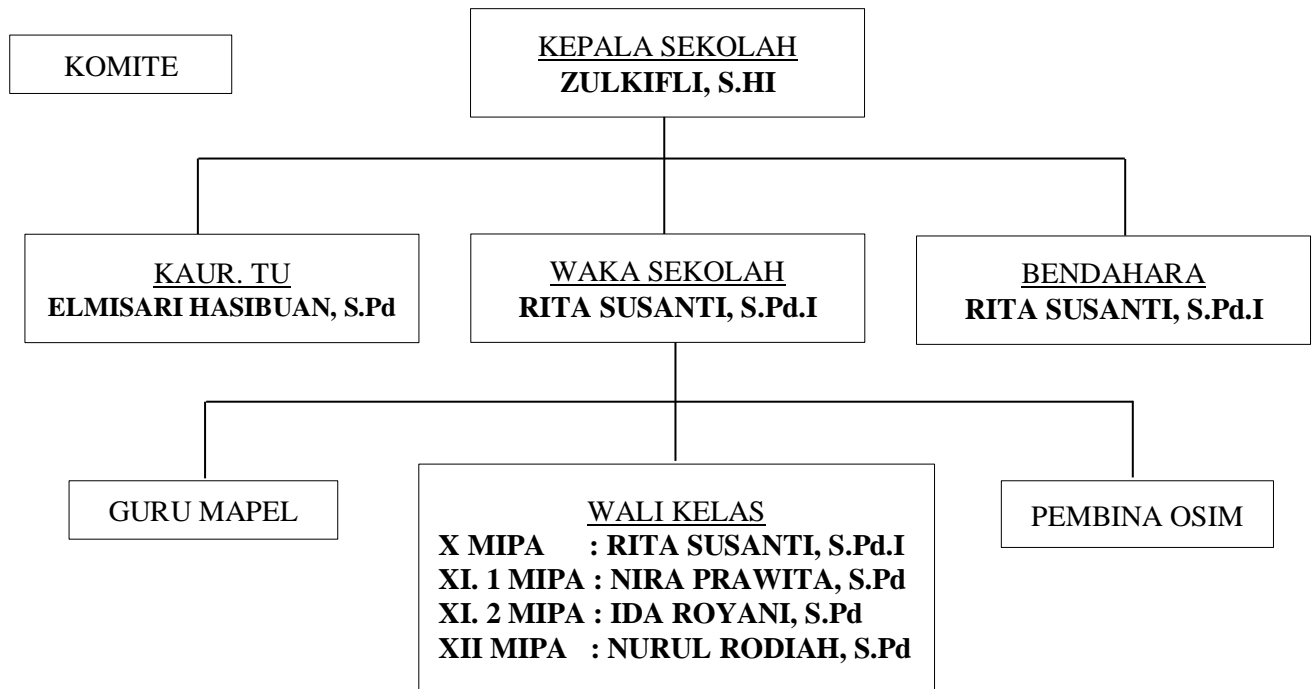 KOMITE
KEPALA SEKOLAH
ZULKIFLI, S.HI
KAUR. TU
ELMISARI HASIBUAN, S.Pd
WAKA SEKOLAH
RITA SUSANTI, S.Pd.I
BENDAHARA
RITA SUSANTI, S.Pd.I
GURU MAPEL
WALI KELAS
X MIPA : RITA SUSANTI, S.Pd.I
XI. 1 MIPA : NIRA PRAWITA, S.Pd
XI. 2 MIPA : IDA ROYANI, S.Pd
XII MIPA : NURUL RODIAH, S.Pd
PEMBINA OSIM